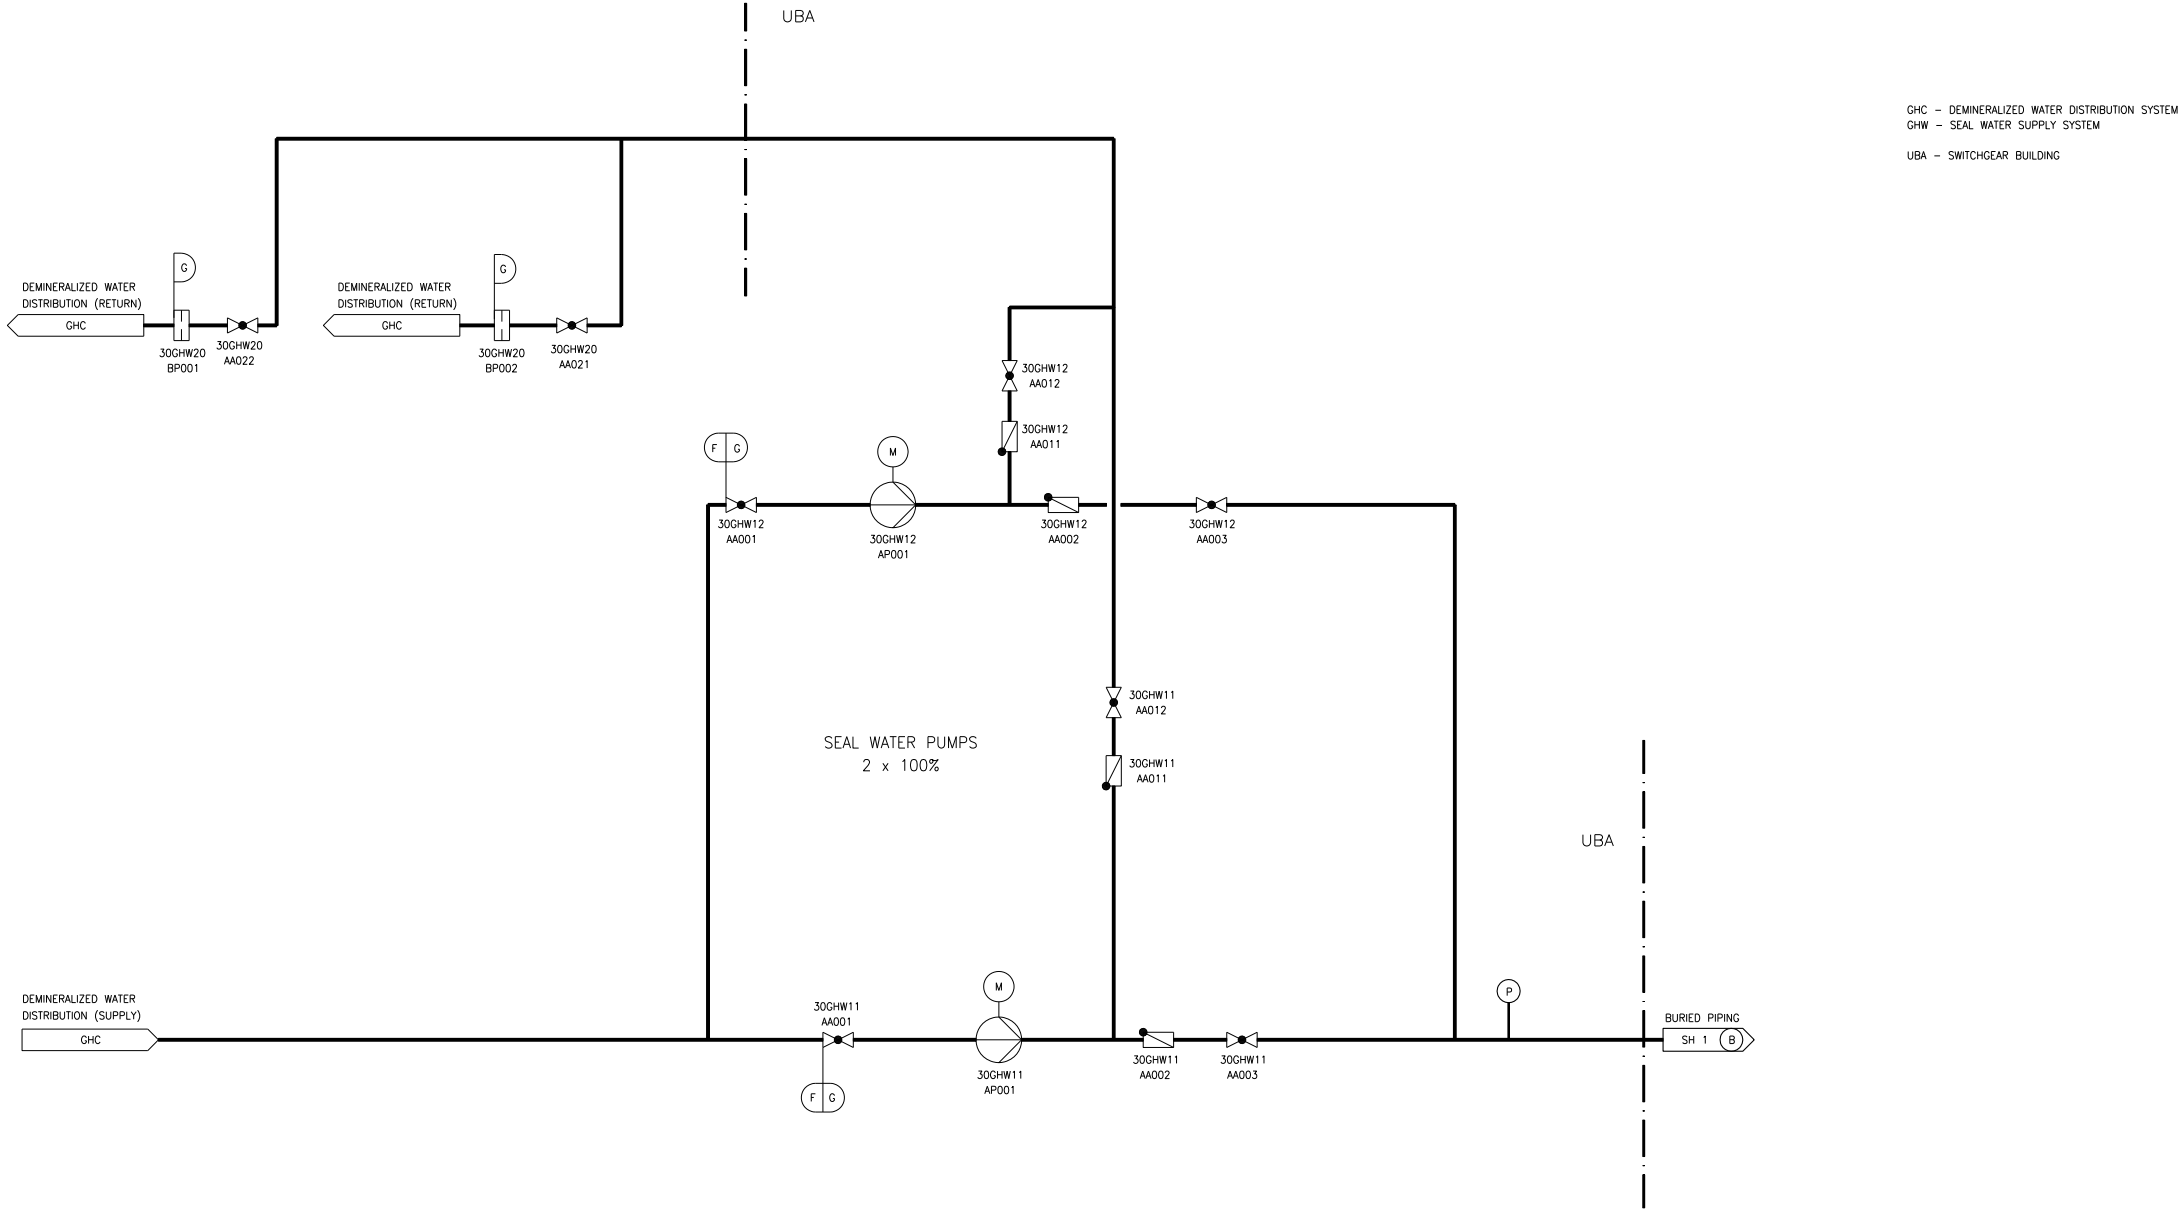 UBA
GHC - DEMINERALIZED WATER DISTRIBUTION SYSTEM
GHW - SEAL WATER SUPPLY SYSTEM
UBA - SWITCHGEAR BUILDING
G
G
DEMINERALIZED WATER
DISTRIBUTION (RETURN)
GHC
30GHW20
BP001
30GHW20
AA022
DEMINERALIZED WATER
DISTRIBUTION (RETURN)
GHC
30GHW20
BP002
30GHW20
AA021
30GHW12
AA012
30GHW12
AA011
F G
M
30GHW12
AA001
30GHW12
AP001
30GHW12
AA002
30GHW12
AA003
30GHW11
AA012
SEAL WATER PUMPS
2 x 100%
30GHW11
AA011
UBA
DEMINERALIZED WATER
DISTRIBUTION (SUPPLY)
GHC
30GHW11
AA001
F G
M
30GHW11
AP001
30GHW11
AA002
30GHW11
AA003
P
BURIED PIPING
SH 1 B